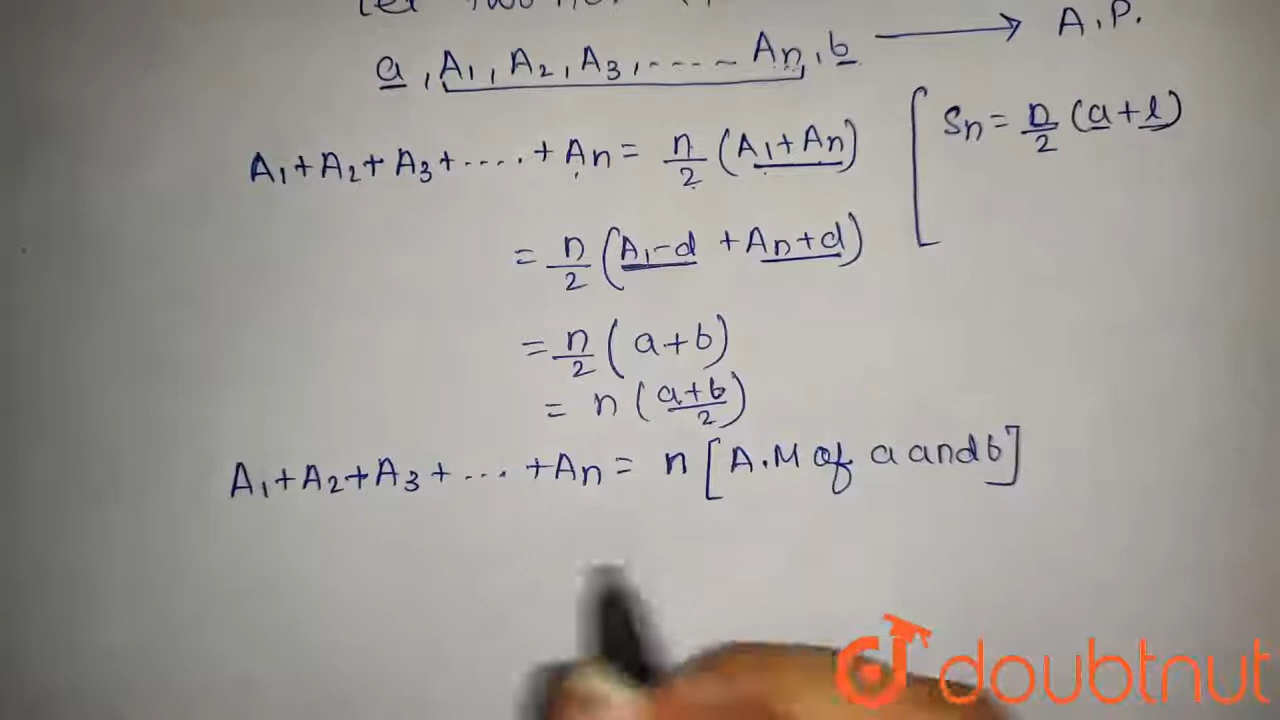 a, A1, A2, A3, ..... An, b → A.P.
A1+A2+A3+....+An = n/2 (A1+An) [Sn = n/2 (a+l)
= n/2 (A1-d +An+d)
= n/2 (a+b)
= n (a+b/2)
A1+A2+A3+...+An = n [A.M of a and b]
doubtnut